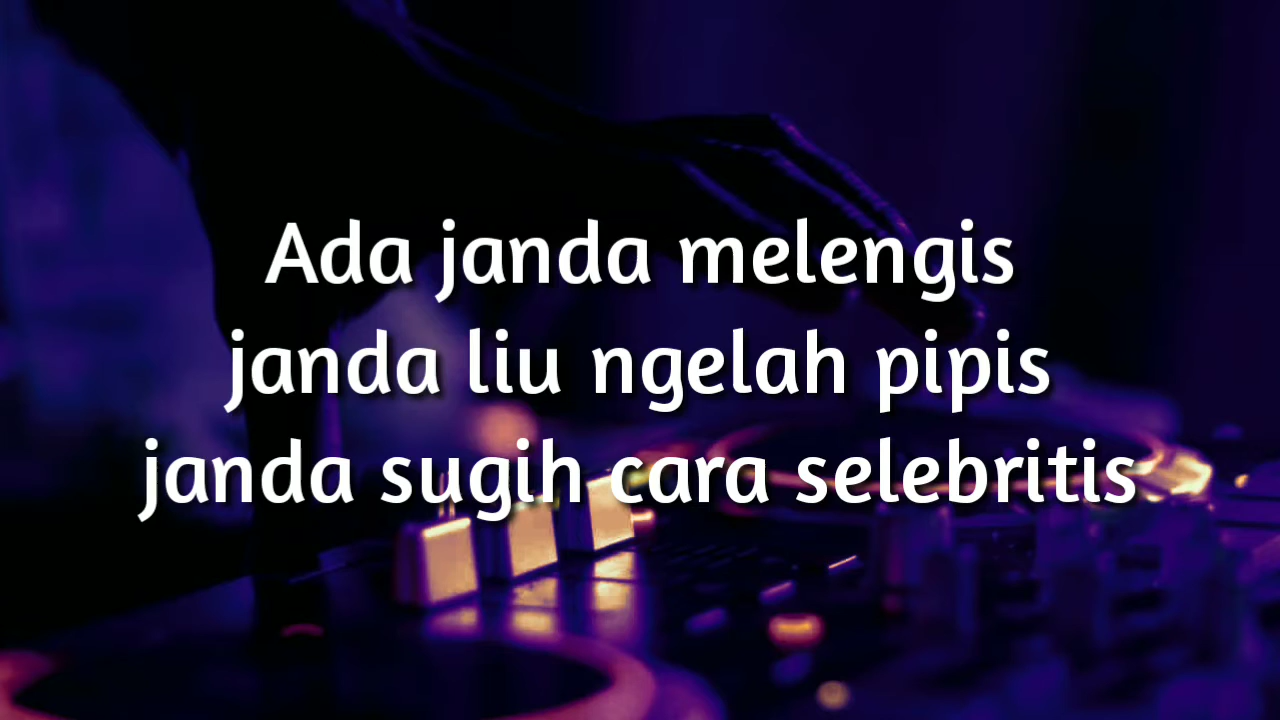 Ada janda melengis
janda liu ngelah pipis
janda sugih cara selebritis